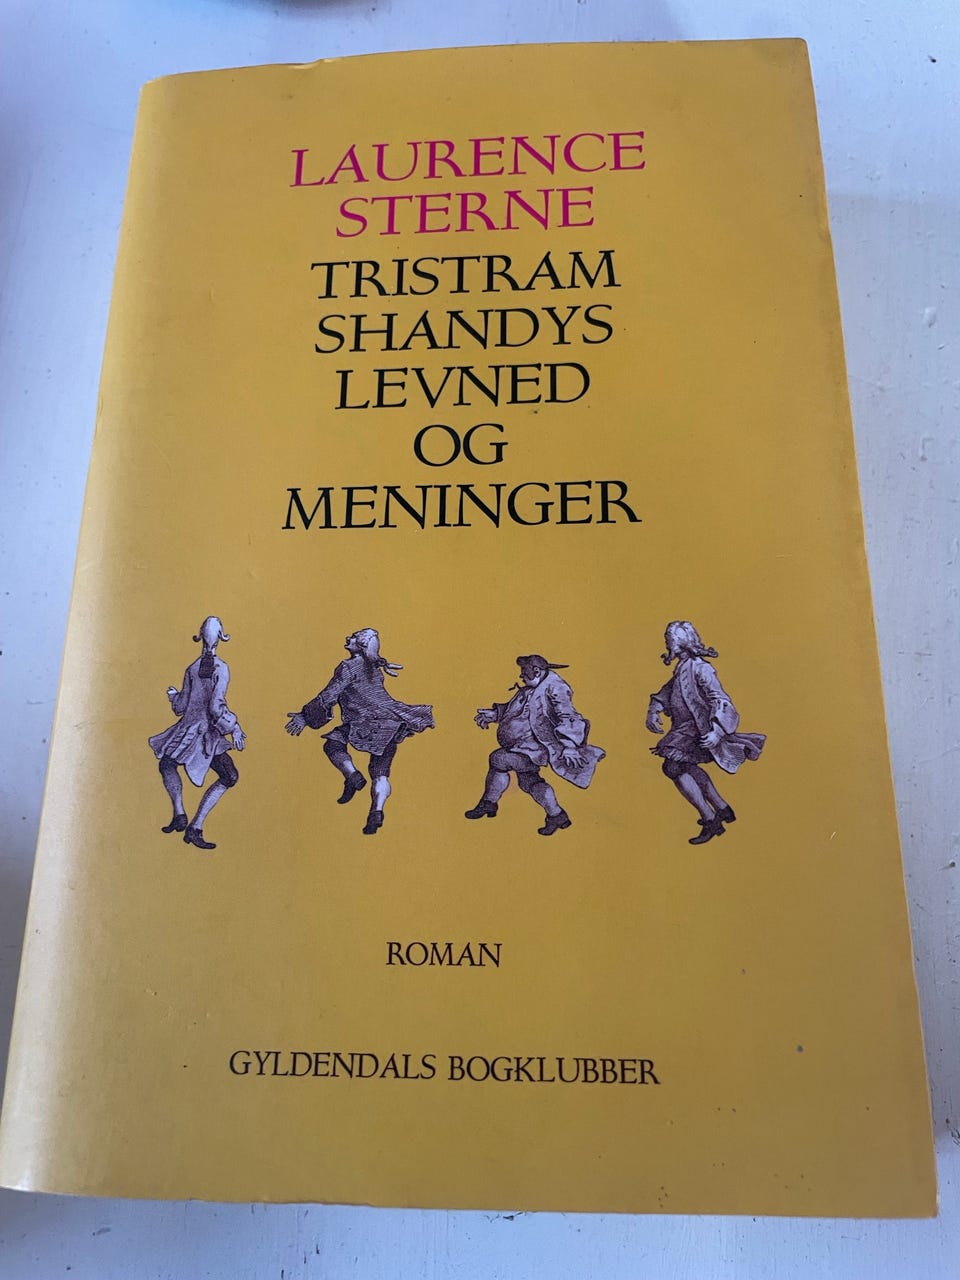 LAURENCE
STERNE
TRISTRAM
SHANDYS
LEVNED
OG
MENINGER
ROMAN
GYLDENDALS BOGKLUBBER